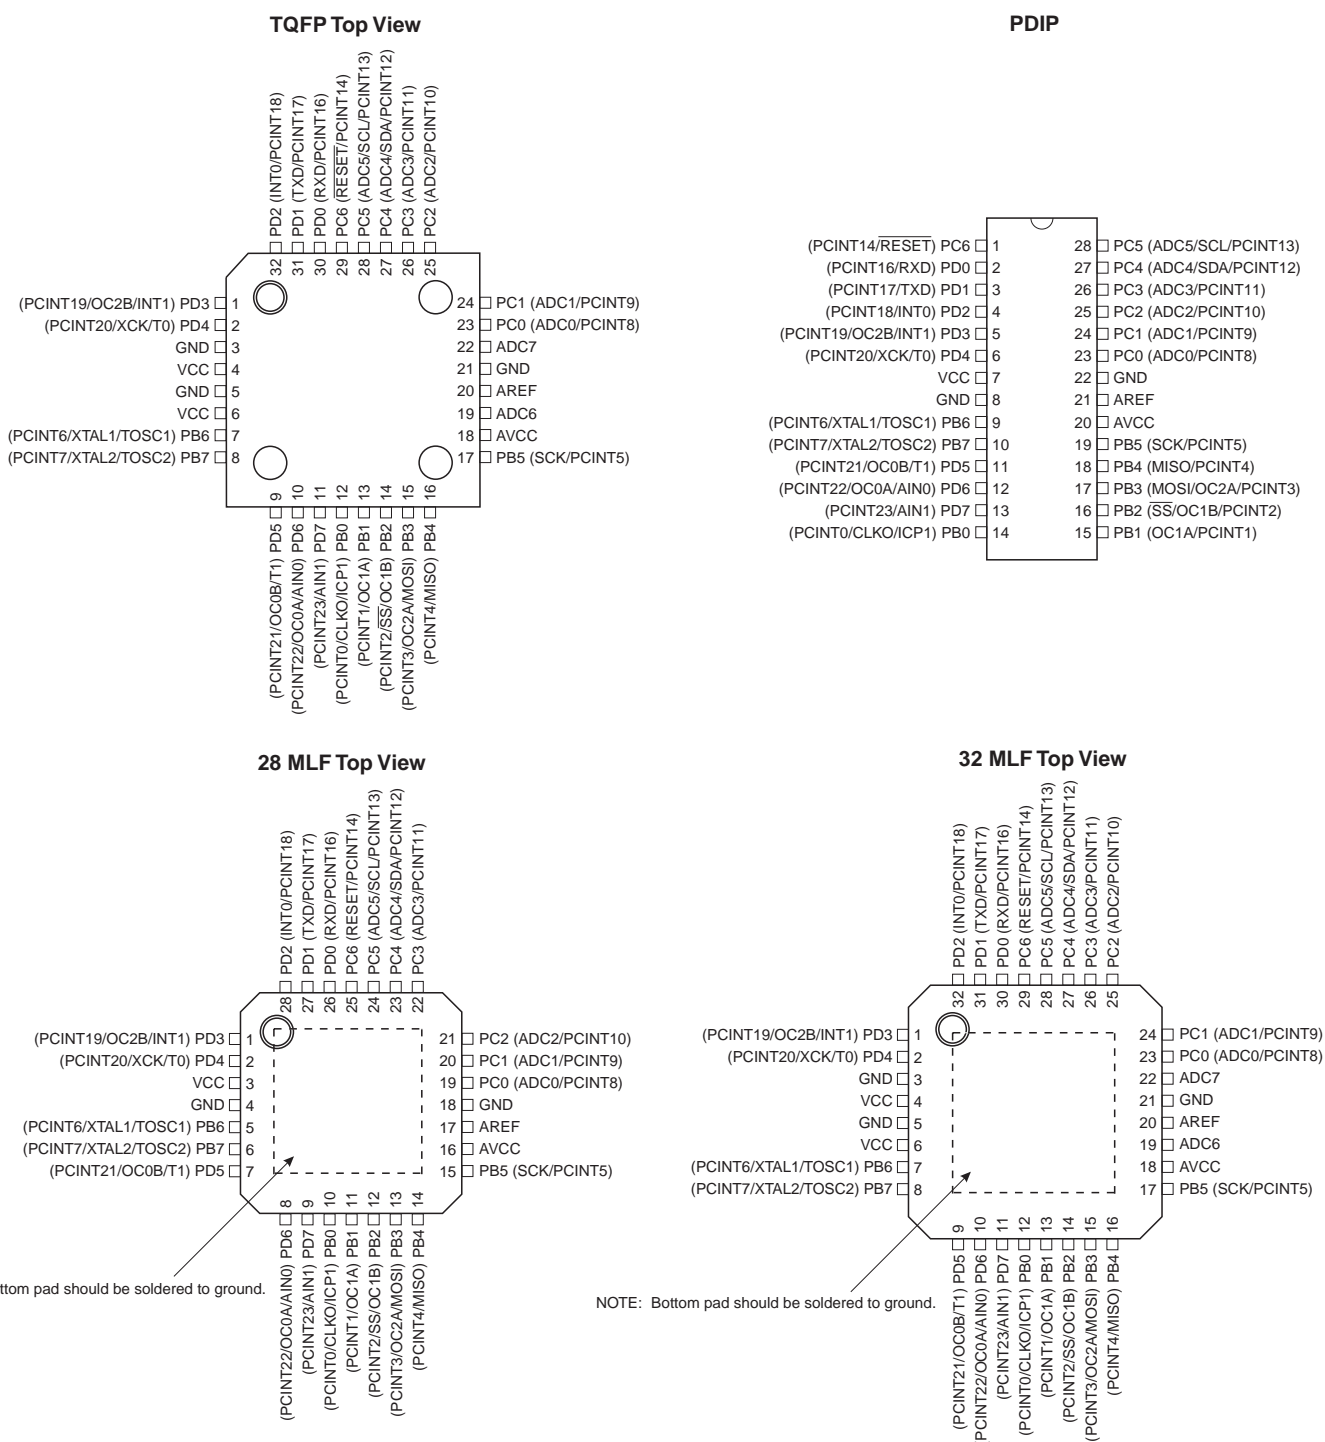 TQFP Top View
PD2 (INT0/PCINT18)
PD1 (TXD/PCINT17)
PD0 (RXD/PCINT16)
PC6 (RESET/PCINT14)
PC5 (ADC5/SCL/PCINT13)
PC4 (ADC4/SDA/PCINT12)
PC3 (ADC3/PCINT11)
PC2 (ADC2/PCINT10)
32
31
30
29
28
27
26
25
(PCINT19/OC2B/INT1) PD3 1
(PCINT20/XCK/T0) PD4 2
GND 3
VCC 4
GND 5
VCC 6
(PCINT6/XTAL1/TOSC1) PB6 7
(PCINT7/XTAL2/TOSC2) PB7 8
24 PC1 (ADC1/PCINT9)
23 PC0 (ADC0/PCINT8)
22 ADC7
21 GND
20 AREF
19 ADC6
18 AVCC
17 PB5 (SCK/PCINT5)
9
10
11
12
13
14
15
16
(PCINT21/OC0B/T1) PD5
(PCINT22/OC0A/AIN0) PD6
(PCINT23/AIN1) PD7
(PCINT0/CLKO/ICP1) PB0
(PCINT1/OC1A) PB1
(PCINT2/SS/OC1B) PB2
(PCINT3/OC2A/MOSI) PB3
(PCINT4/MISO) PB4
PDIP
(PCINT14/RESET) PC6 1
(PCINT16/RXD) PD0 2
(PCINT17/TXD) PD1 3
(PCINT18/INT0) PD2 4
(PCINT19/OC2B/INT1) PD3 5
(PCINT20/XCK/T0) PD4 6
VCC 7
GND 8
(PCINT6/XTAL1/TOSC1) PB6 9
(PCINT7/XTAL2/TOSC2) PB7 10
(PCINT21/OC0B/T1) PD5 11
(PCINT22/OC0A/AIN0) PD6 12
(PCINT23/AIN1) PD7 13
(PCINT0/CLKO/ICP1) PB0 14
28 PC5 (ADC5/SCL/PCINT13)
27 PC4 (ADC4/SDA/PCINT12)
26 PC3 (ADC3/PCINT11)
25 PC2 (ADC2/PCINT10)
24 PC1 (ADC1/PCINT9)
23 PC0 (ADC0/PCINT8)
22 GND
21 AREF
20 AVCC
19 PB5 (SCK/PCINT5)
18 PB4 (MISO/PCINT4)
17 PB3 (MOSI/OC2A/PCINT3)
16 PB2 (SS/OC1B/PCINT2)
15 PB1 (OC1A/PCINT1)
28 MLF Top View
PD2 (INT0/PCINT18)
PD1 (TXD/PCINT17)
PD0 (RXD/PCINT16)
PC6 (RESET/PCINT14)
PC5 (ADC5/SCL/PCINT13)
PC4 (ADC4/SDA/PCINT12)
PC3 (ADC3/PCINT11)
28
27
26
25
24
23
22
(PCINT19/OC2B/INT1) PD3 1
(PCINT20/XCK/T0) PD4 2
VCC 3
GND 4
(PCINT6/XTAL1/TOSC1) PB6 5
(PCINT7/XTAL2/TOSC2) PB7 6
(PCINT21/OC0B/T1) PD5 7
21 PC2 (ADC2/PCINT10)
20 PC1 (ADC1/PCINT9)
19 PC0 (ADC0/PCINT8)
18 GND
17 AREF
16 AVCC
15 PB5 (SCK/PCINT5)
8
9
10
11
12
13
14
(PCINT22/OC0A/AIN0) PD6
(PCINT23/AIN1) PD7
(PCINT0/CLKO/ICP1) PB0
(PCINT1/OC1A) PB1
(PCINT2/SS/OC1B) PB2
(PCINT3/OC2A/MOSI) PB3
(PCINT4/MISO) PB4
ttom pad should be soldered to ground.
32 MLF Top View
PD2 (INT0/PCINT18)
PD1 (TXD/PCINT17)
PD0 (RXD/PCINT16)
PC6 (RESET/PCINT14)
PC5 (ADC5/SCL/PCINT13)
PC4 (ADC4/SDA/PCINT12)
PC3 (ADC3/PCINT11)
PC2 (ADC2/PCINT10)
32
31
30
29
28
27
26
25
(PCINT19/OC2B/INT1) PD3 1
(PCINT20/XCK/T0) PD4 2
GND 3
VCC 4
GND 5
VCC 6
(PCINT6/XTAL1/TOSC1) PB6 7
(PCINT7/XTAL2/TOSC2) PB7 8
24 PC1 (ADC1/PCINT9)
23 PC0 (ADC0/PCINT8)
22 ADC7
21 GND
20 AREF
19 ADC6
18 AVCC
17 PB5 (SCK/PCINT5)
9
10
11
12
13
14
15
16
(PCINT21/OC0B/T1) PD5
PCINT22/OC0A/AIN0) PD6
(PCINT23/AIN1) PD7
(PCINT0/CLKO/ICP1) PB0
(PCINT1/OC1A) PB1
(PCINT2/SS/OC1B) PB2
(PCINT3/OC2A/MOSI) PB3
(PCINT4/MISO) PB4
NOTE: Bottom pad should be soldered to ground.